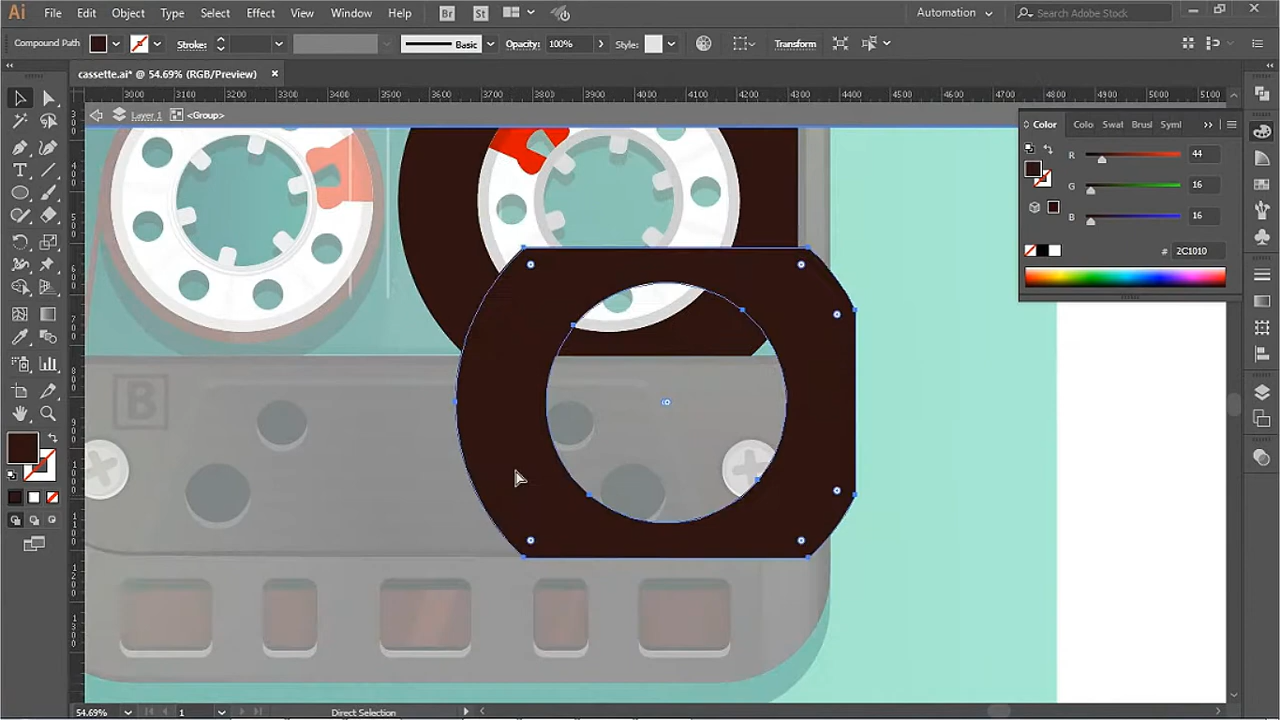 Ai File Edit Object Type Select Effect View Window Help Br St Automation Search Adobe Stock
Compound Path Stroke: Basic Opacity: 100% Style: Transform
cassette.ai* @ 54.69% (RGB/Preview)
3000 3100 3200 3300 3400 3500 3600 3700 3800 3900 4000 4100 4200 4300 4400 4500 4600 4700 4800 4900 5000 5100
Layer 1 <Group>
Color Colo Swat Brusl Symł
R 44
G 16
B 16
# 2C1010
B
54.69% 1 Direct Selection